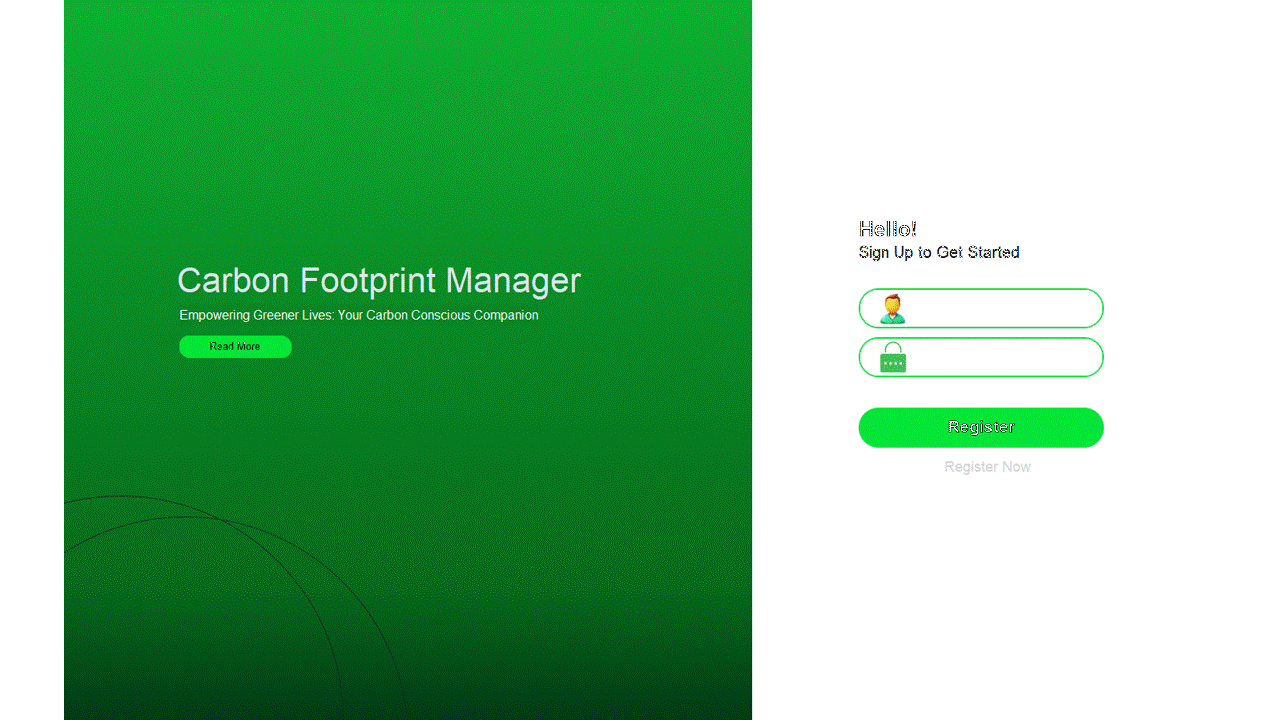 Carbon Footprint Manager
Empowering Greener Lives: Your Carbon Conscious Companion
Read More
Hello!
Sign Up to Get Started
Register
Register Now